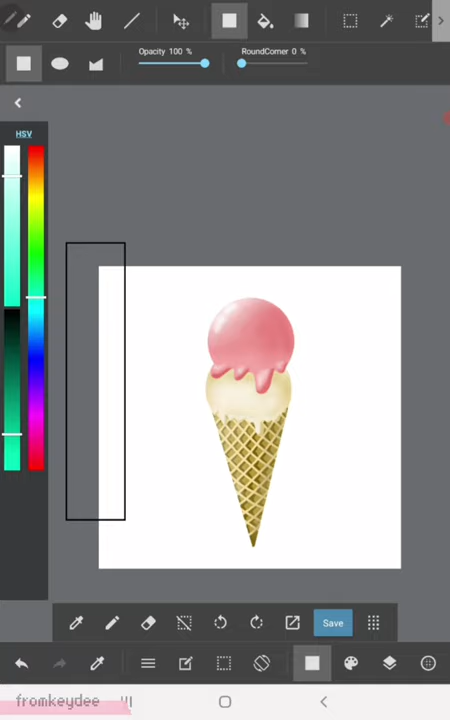 Opacity 100 %
RoundCorner 0 %
HSV
Save
fromkeydee